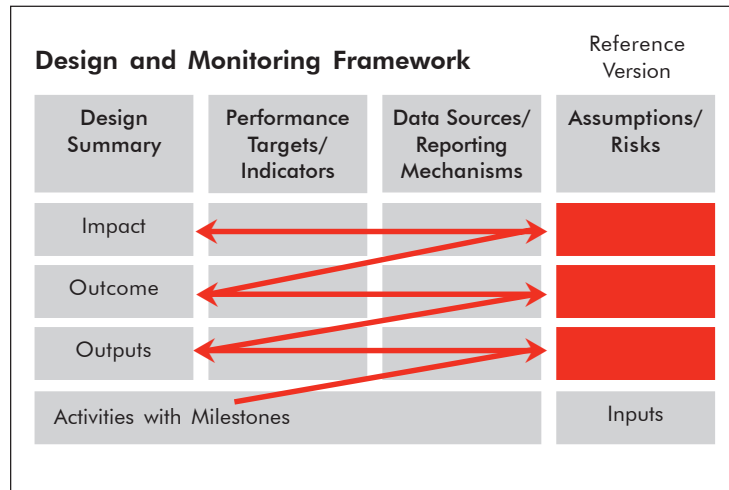 Design and Monitoring Framework
Reference
Version
Design
Summary
Performance
Targets/
Indicators
Data Sources/
Reporting
Mechanisms
Assumptions/
Risks
Impact
Outcome
Outputs
Activities with Milestones
Inputs